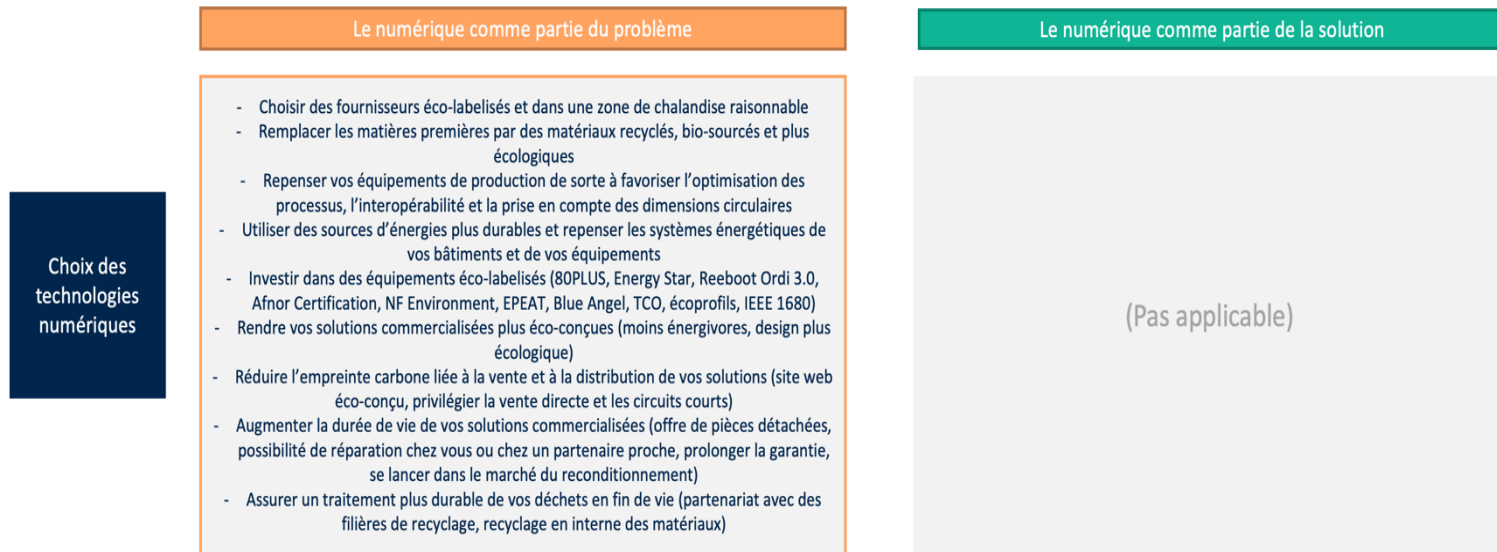 Le numérique comme partie du problème
Le numérique comme partie de la solution
Choix des
technologies
numériques
- Choisir des fournisseurs éco-labelisés et dans une zone de chalandise raisonnable
- Remplacer les matières premières par des matériaux recyclés, bio-sourcés et plus
écologiques
- Repenser vos équipements de production de sorte à favoriser l'optimisation des
processus, l'interopérabilité et la prise en compte des dimensions circulaires
- Utiliser des sources d'énergies plus durables et repenser les systèmes énergétiques de
vos bâtiments et de vos équipements
- Investir dans des équipements éco-labelisés (80PLUS, Energy Star, Reeboot Ordi 3.0,
Afnor Certification, NF Environment, EPEAT, Blue Angel, TCO, écoprofils, IEEE 1680)
- Rendre vos solutions commercialisées plus éco-conçues (moins énergivores, design plus
écologique)
- Réduire l'empreinte carbone liée à la vente et à la distribution de vos solutions (site web
éco-conçu, privilégier la vente directe et les circuits courts)
- Augmenter la durée de vie de vos solutions commercialisées (offre de pièces détachées,
possibilité de réparation chez vous ou chez un partenaire proche, prolonger la garantie,
se lancer dans le marché du reconditionnement)
- Assurer un traitement plus durable de vos déchets en fin de vie (partenariat avec des
filières de recyclage, recyclage en interne des matériaux)
(Pas applicable)